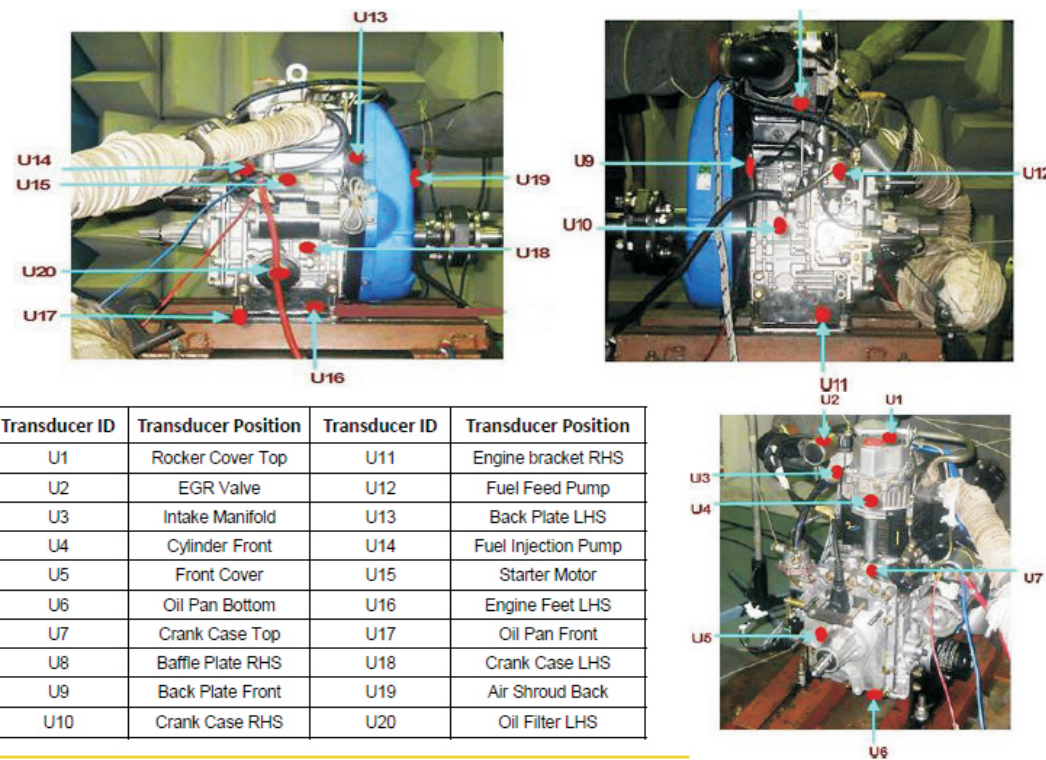 U13
U14
U15
U19
U18
U20
U17
U16
U9
U12
U10
U11
U2
U1
U3
U4
U7
U5
U6
Transducer ID Transducer Position Transducer ID Transducer Position
U1 Rocker Cover Top U11 Engine bracket RHS
U2 EGR Valve U12 Fuel Feed Pump
U3 Intake Manifold U13 Back Plate LHS
U4 Cylinder Front U14 Fuel Injection Pump
U5 Front Cover U15 Starter Motor
U6 Oil Pan Bottom U16 Engine Feet LHS
U7 Crank Case Top U17 Oil Pan Front
U8 Baffle Plate RHS U18 Crank Case LHS
U9 Back Plate Front U19 Air Shroud Back
U10 Crank Case RHS U20 Oil Filter LHS